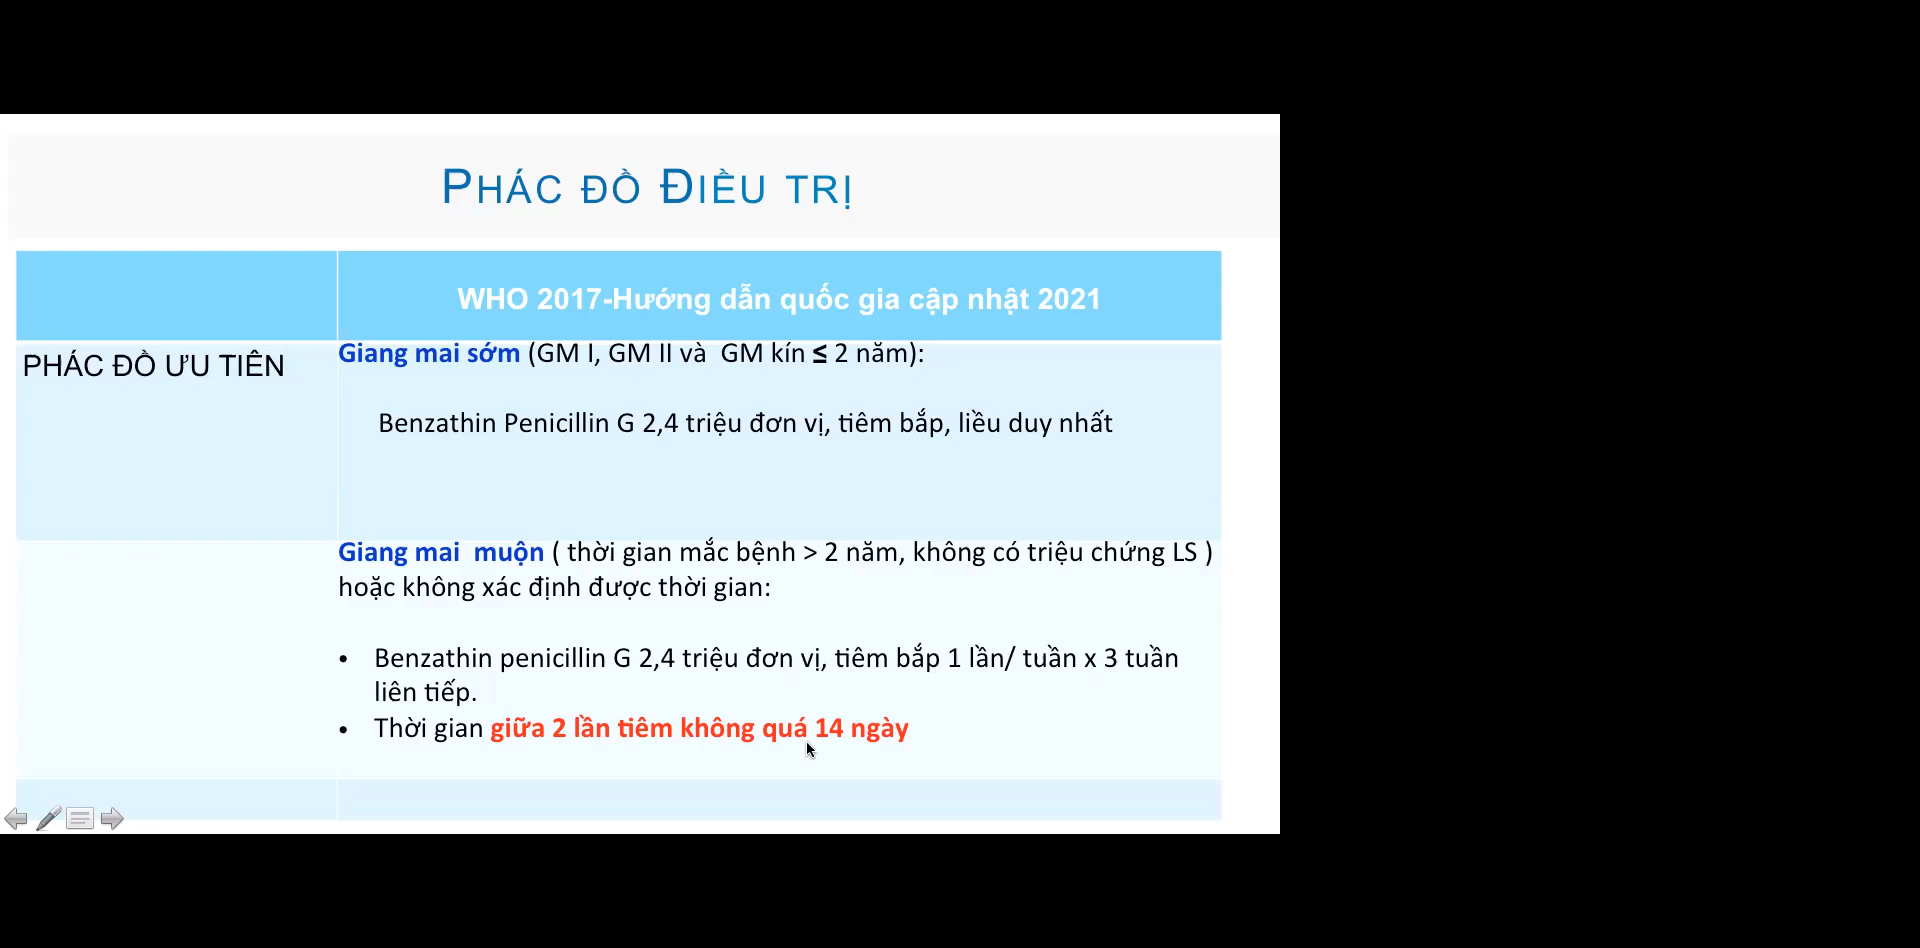 PHÁC ĐỒ ĐIỀU TRỊ
WHO 2017-Hướng dẫn quốc gia cập nhật 2021
PHÁC ĐỒ ƯU TIÊN
Giang mai sớm (GM I, GM II và GM kín ≤ 2 năm):
Benzathin Penicillin G 2,4 triệu đơn vị, tiêm bắp, liều duy nhất
Giang mai muộn ( thời gian mắc bệnh > 2 năm, không có triệu chứng LS )
hoặc không xác định được thời gian:
• Benzathin penicillin G 2,4 triệu đơn vị, tiêm bắp 1 lần/ tuần x 3 tuần
liên tiếp.
• Thời gian giữa 2 lần tiêm không quá 14 ngày